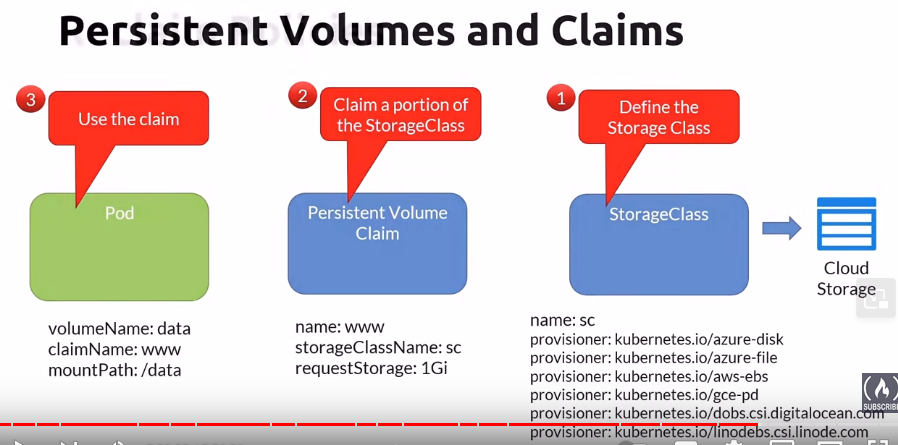 Persistent Volumes and Claims
3
Use the claim
2
Claim a portion of
the StorageClass
1
Define the
Storage Class
Pod
Persistent Volume
Claim
StorageClass
Cloud
Storage
volumeName: data
claimName: www
mountPath: /data
name: www
storageClassName: sc
requestStorage: 1Gi
name: sc
provisioner: kubernetes.io/azure-disk
provisioner: kubernetes.io/azure-file
provisioner: kubernetes.io/aws-ebs
provisioner: kubernetes.io/gce-pd
provisioner: kubernetes.io/dobs.csi.digitalocean.com
provisioner: kubernetes.io/linodebs.csi.linode.com
SUBSCRIBE